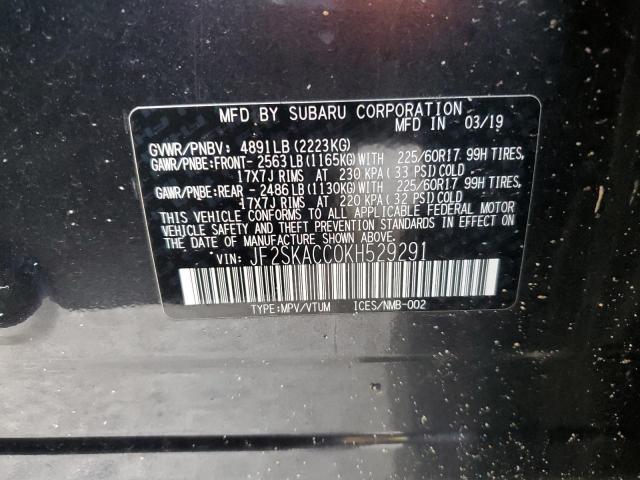 MFD BY SUBARU CORPORATION
MFD IN 03/19
GVWR/PNBV: 4891LB(2223KG)
GAWR/PNBE:FRONT- 2563LB(1165KG)WITH 225/60R17 99H TIRES,
17X7J RIMS AT 230 KPA( 33 PSI)COLD
GAWR/PNBE:REAR - 2486LB(1130KG)WITH 225/60R17 99H TIRES,
17X7J RIMS AT 220 KPA( 32 PSI)COLD
THIS VEHICLE CONFORMS TO ALL APPLICABLE FEDERAL MOTOR
VEHICLE SAFETY AND THEFT PREVENTION STANDARDS
IN EFFECT ON THE DATE OF MANUFACTURE SHOWN ABOVE.
VIN: JF2SKACC0KH529291
TYPE:MPV/VTUM ICES/NMB-002